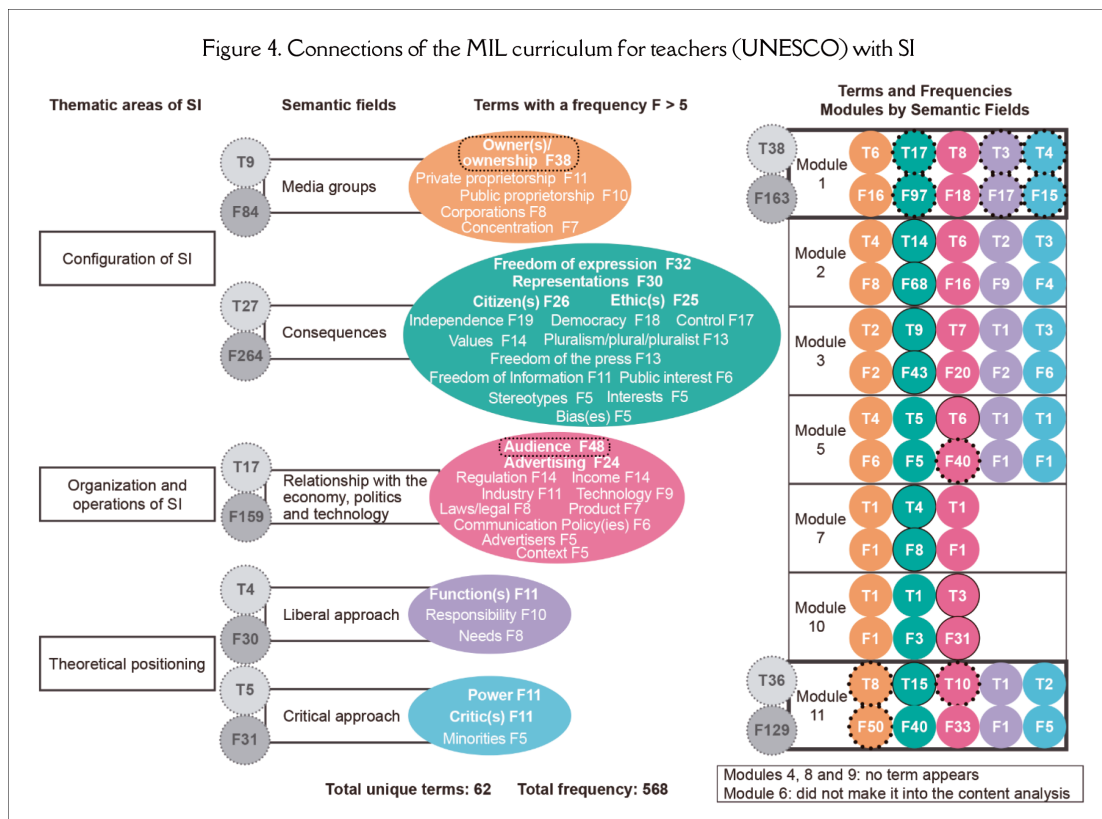 Figure 4. Connections of the MIL curriculum for teachers (UNESCO) with SI
Thematic areas of SI
Semantic fields
Terms with a frequency F > 5
Configuration of SI
T9
F84
Media groups
Owner(s)/
ownership F38
Private proprietorship F11
Public proprietorship F10
Corporations F8
Concentration F7
T27
F264
Consequences
Freedom of expression F32
Representations F30
Citizen(s) F26 Ethic(s) F25
Independence F19 Democracy F18 Control F17
Values F14 Pluralism/plural/pluralist F13
Freedom of the press F13
Freedom of Information F11 Public interest F6
Stereotypes F5 Interests F5
Bias(es) F5
Organization and
operations of SI
T17
F159
Relationship with the
economy, politics
and technology
Audience F48
Advertising F24
Regulation F14 Income F14
Industry F11 Technology F9
Laws/legal F8 Product F7
Communication Policy(ies) F6
Advertisers F5
Context F5
Theoretical positioning
T4
F30
Liberal approach
Function(s) F11
Responsibility F10
Needs F8
T5
F31
Critical approach
Power F11
Critic(s) F11
Minorities F5
Total unique terms: 62 Total frequency: 568
Terms and Frequencies
Modules by Semantic Fields
T38
F163
Module
1
T6 T17 T8 T3 T4
F16 F97 F18 F17 F15
Module
2
T4 T14 T6 T2 T3
F8 F68 F16 F9 F4
Module
3
T2 T9 T7 T1 T3
F2 F43 F20 F2 F6
Module
5
T4 T5 T6 T1 T1
F6 F5 F40 F1 F1
Module
7
T1 T4 T1
F1 F8 F1
Module
10
T1 T1 T3
F1 F3 F31
T36
F129
Module
11
T8 T15 T10 T1 T2
F50 F40 F33 F1 F5
Modules 4, 8 and 9: no term appears
Module 6: did not make it into the content analysis